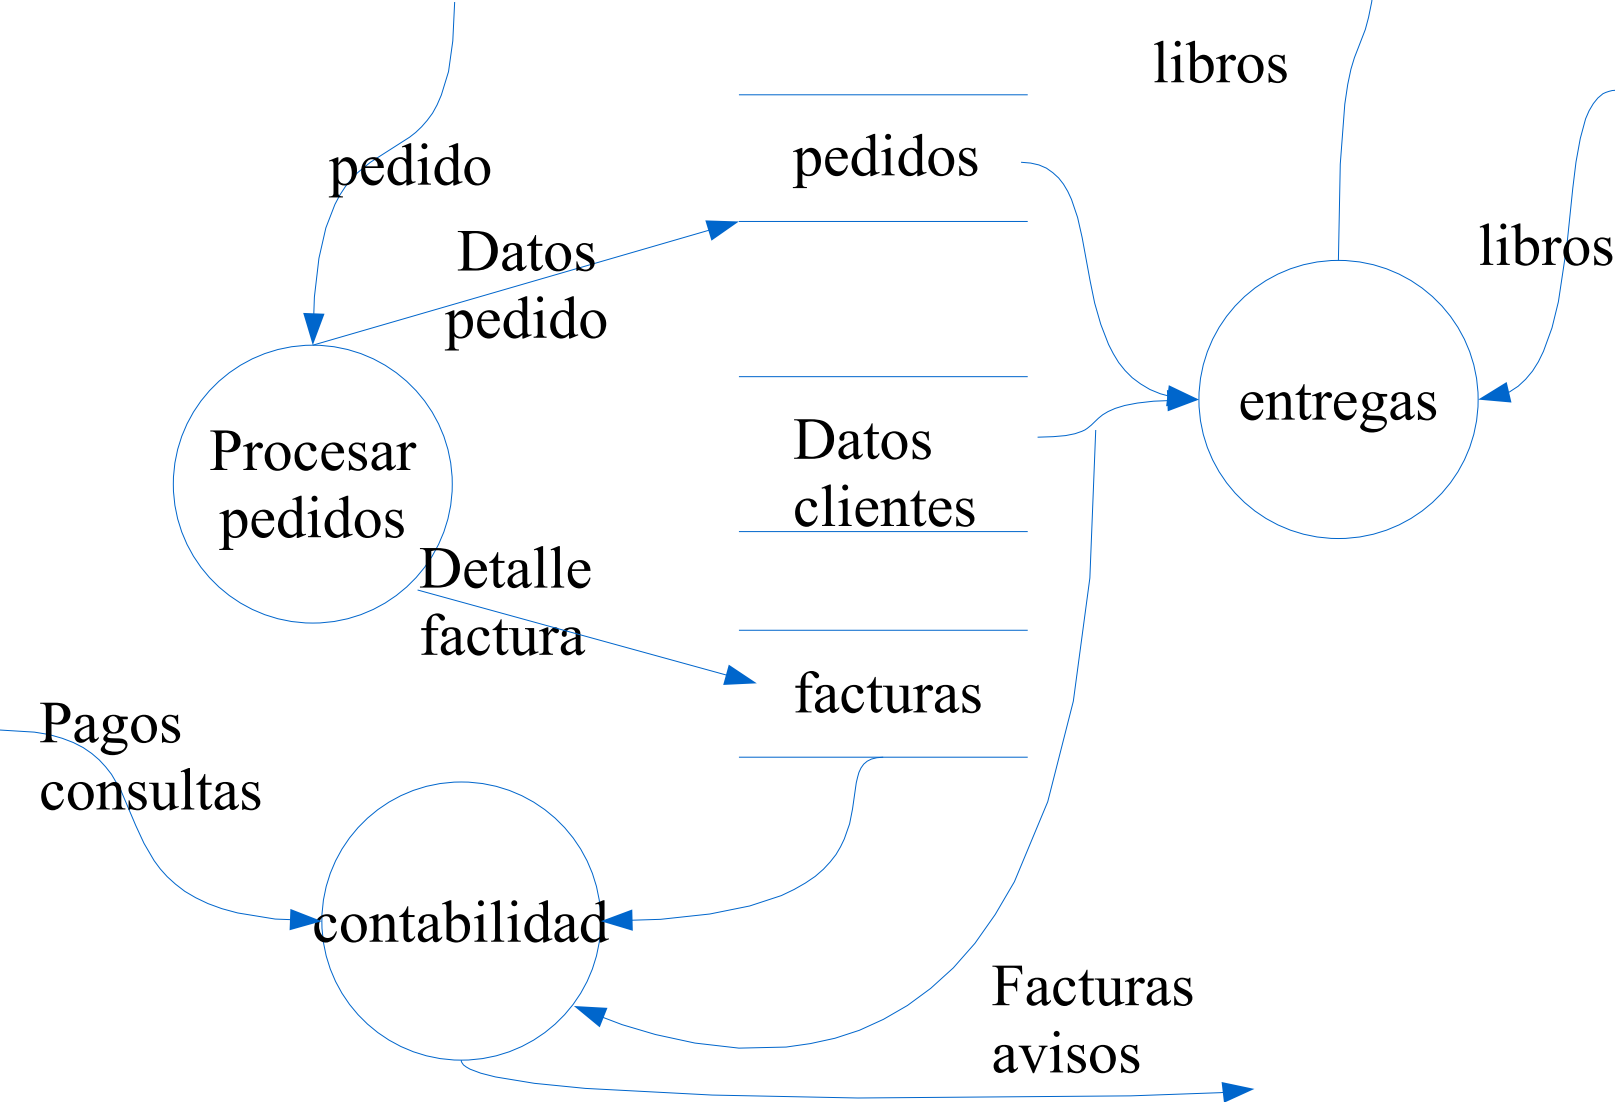 libros
pedidos
pedido
Datos
pedido
libros
entregas
Procesar
pedidos
Datos
clientes
Detalle
factura
facturas
Pagos
consultas
contabilidad
Facturas
avisos